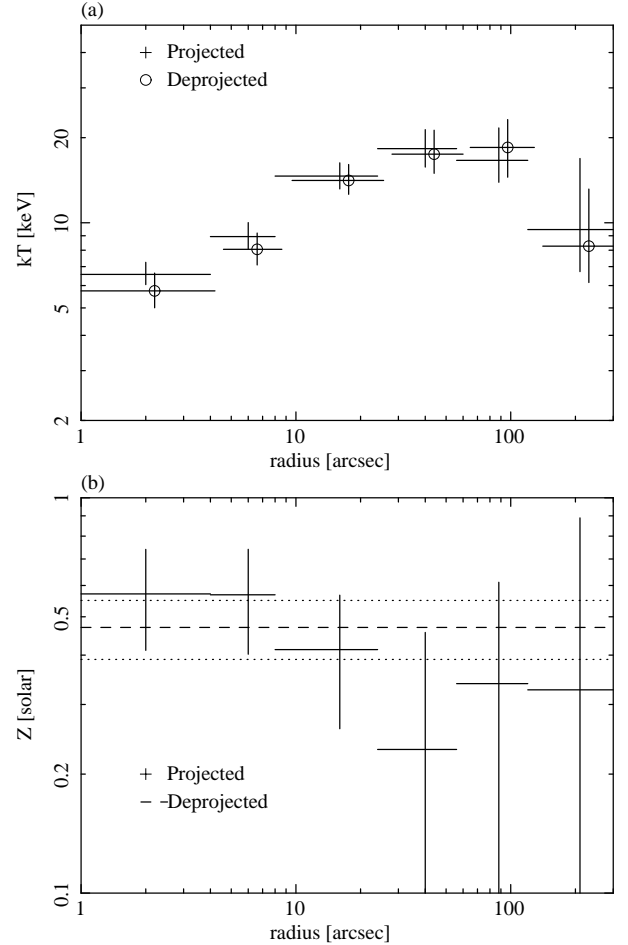 (a)
Projected
Deprojected
20
10
5
2
kT [keV]
1 10 100
radius [arcsec]
(b)
1
0.5
0.2
0.1
Z [solar]
Projected
Deprojected
1 10 100
radius [arcsec]